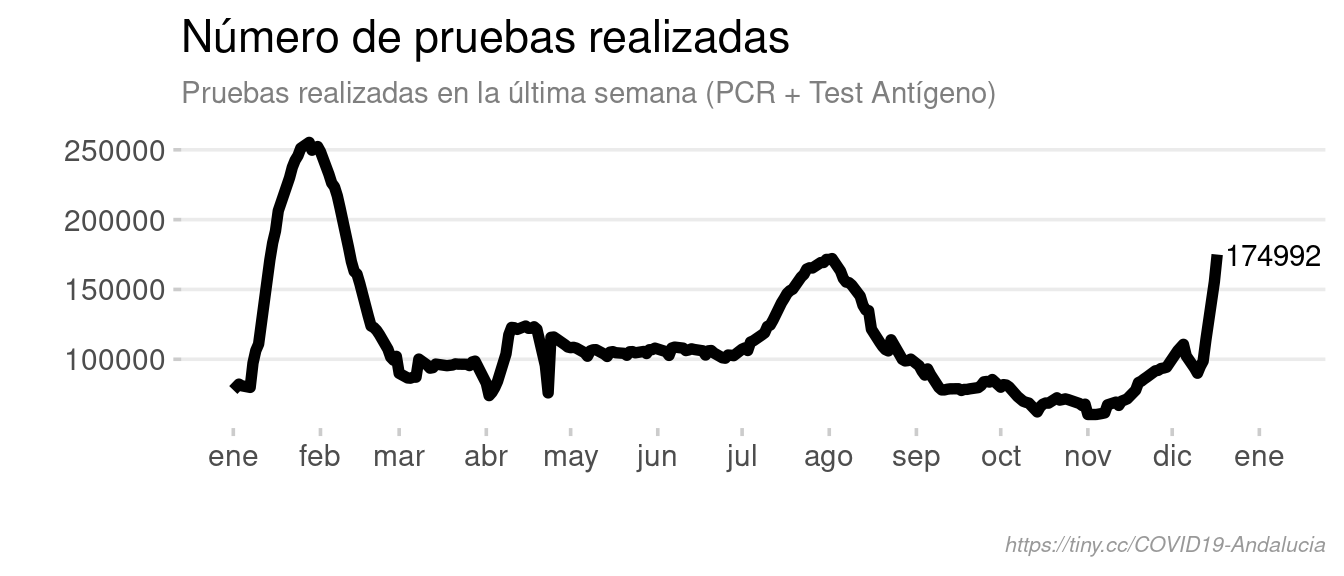 Número de pruebas realizadas
Pruebas realizadas en la última semana (PCR + Test Antígeno)
250000
200000
174992
150000
100000
ene feb mar abr may jun jul ago sep oct nov dic ene
https://tiny.cc/COVID19-Andalucia